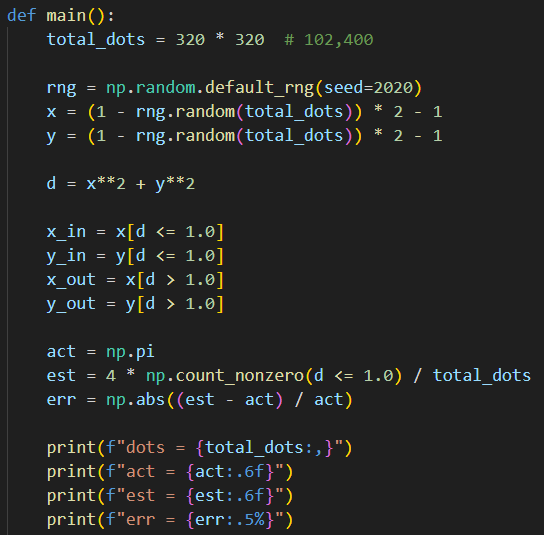 def main():
    total_dots = 320 * 320  # 102,400

    rng = np.random.default_rng(seed=2020)
    x = (1 - rng.random(total_dots)) * 2 - 1
    y = (1 - rng.random(total_dots)) * 2 - 1

    d = x**2 + y**2

    x_in = x[d <= 1.0]
    y_in = y[d <= 1.0]
    x_out = x[d > 1.0]
    y_out = y[d > 1.0]

    act = np.pi
    est = 4 * np.count_nonzero(d <= 1.0) / total_dots
    err = np.abs((est - act) / act)

    print(f"dots = {total_dots:,}")
    print(f"act = {act:.6f}")
    print(f"est = {est:.6f}")
    print(f"err = {err:.5%}")